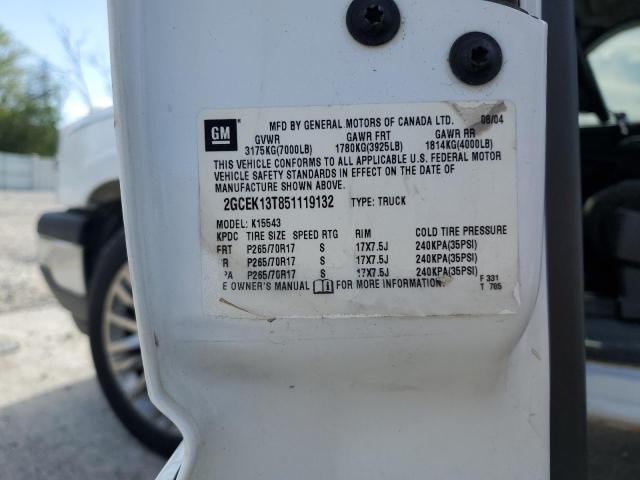 GM
MFD BY GENERAL MOTORS OF CANADA LTD. 08/04
GVWR GAWR FRT GAWR RR
3175KG(7000LB) 1780KG(3925LB) 1814KG(4000LB)
THIS VEHICLE CONFORMS TO ALL APPLICABLE U.S. FEDERAL MOTOR
VEHICLE SAFETY STANDARDS IN EFFECT ON THE DATE OF
MANUFACTURE SHOWN ABOVE.
2GCEK13T851119132 TYPE: TRUCK
MODEL: K15543
KPDC TIRE SIZE SPEED RTG RIM COLD TIRE PRESSURE
FRT P265/70R17 S 17X7.5J 240KPA(35PSI)
R P265/70R17 S 17X7.5J 240KPA(35PSI)
PA P265/70R17 S 17X7.5J 240KPA(35PSI)
E OWNER'S MANUAL FOR MORE INFORMATION. F 331
T 785